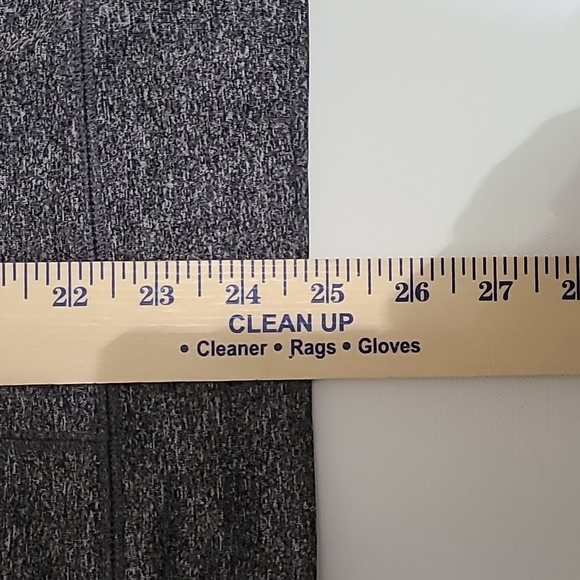 22 23 24 25 26 27
CLEAN UP
• Cleaner • Rags • Gloves